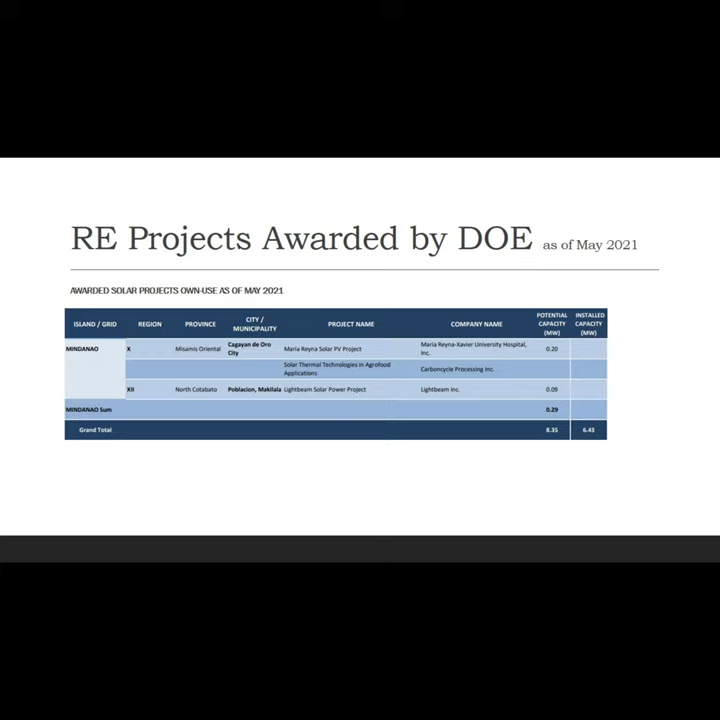 RE Projects Awarded by DOE as of May 2021
AWARDED SOLAR PROJECTS OWN-USE AS OF MAY 2021
ISLAND / GRID REGION PROVINCE CITY / MUNICIPALITY PROJECT NAME COMPANY NAME POTENTIAL CAPACITY (MW) INSTALLED CAPACITY (MW)
MINDANAO X Misamis Oriental Cagayan de Oro City Maria Reyna Solar PV Project Maria Reyna-Xavier University Hospital, Inc. 0.20
Solar Thermal Technologies in Agrofood Applications Carboncycle Processing Inc.
XII North Cotabato Poblacion, Makilala Lightbeam Solar Power Project Lightbeam Inc. 0.09
MINDANAO Sum 0.29
Grand Total 8.35 6.43